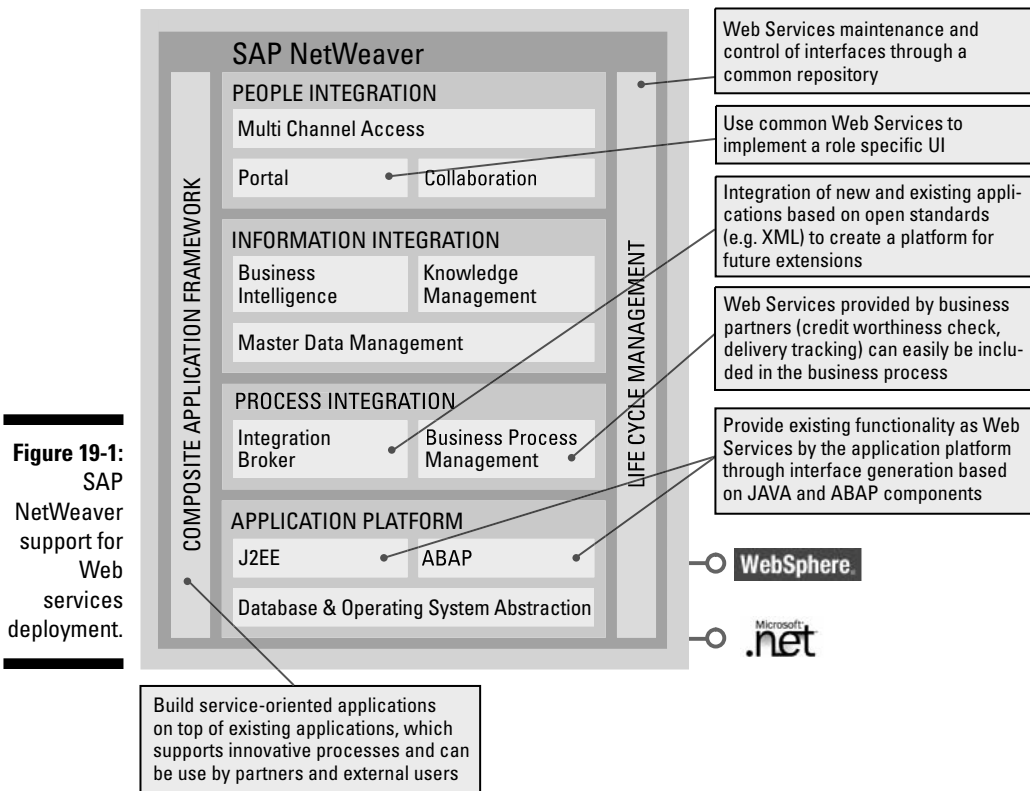 SAP NetWeaver
PEOPLE INTEGRATION
Multi Channel Access
Portal
Collaboration
INFORMATION INTEGRATION
Business
Intelligence
Knowledge
Management
Master Data Management
PROCESS INTEGRATION
Integration
Broker
Business Process
Management
APPLICATION PLATFORM
J2EE
ABAP
Database & Operating System Abstraction
COMPOSITE APPLICATION FRAMEWORK
LIFE CYCLE MANAGEMENT
Web Services maintenance and
control of interfaces through a
common repository
Use common Web Services to
implement a role specific UI
Integration of new and existing appli-
cations based on open standards
(e.g. XML) to create a platform for
future extensions
Web Services provided by business
partners (credit worthiness check,
delivery tracking) can easily be inclu-
ded in the business process
Provide existing functionality as Web
Services by the application platform
through interface generation based
on JAVA and ABAP components
WebSphere.
Microsoft
.net
Build service-oriented applications
on top of existing applications, which
supports innovative processes and can
be use by partners and external users
Figure 19-1:
SAP
NetWeaver
support for
Web
services
deployment.